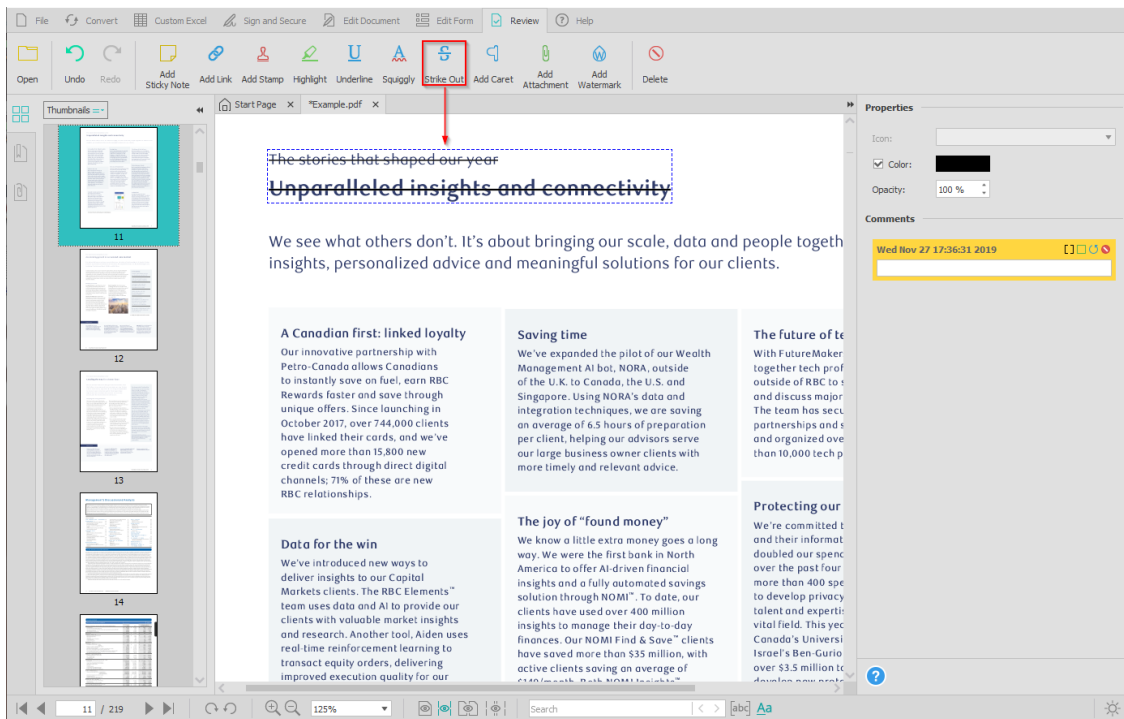 File
Convert
Custom Excel
Sign and Secure
Edit Document
Edit Form
Review
Help
Open
Undo
Redo
Add
Sticky Note
Add Link
Add Stamp
Highlight
Underline
Squiggly
Strike Out
Add Caret
Add
Attachment
Add
Watermark
Delete
Thumbnails
11
12
13
14
Start Page
*Example.pdf
The stories that shaped our year
Unparalleled insights and connectivity
We see what others don't. It's about bringing our scale, data and people togeth
insights, personalized advice and meaningful solutions for our clients.
A Canadian first: linked loyalty
Our innovative partnership with
Petro-Canada allows Canadians
to instantly save on fuel, earn RBC
Rewards faster and save through
unique offers. Since launching in
October 2017, over 744,000 clients
have linked their cards, and we've
opened more than 15,800 new
credit cards through direct digital
channels; 71% of these are new
RBC relationships.
Data for the win
We've introduced new ways to
deliver insights to our Capital
Markets clients. The RBC Elements™
team uses data and AI to provide our
clients with valuable market insights
and research. Another tool, Aiden uses
real-time reinforcement learning to
transact equity orders, delivering
improved execution quality for our
Saving time
We've expanded the pilot of our Wealth
Management AI bot, NORA, outside
of the U.K. to Canada, the U.S. and
Singapore. Using NORA's data and
integration techniques, we are saving
an average of 6.5 hours of preparation
per client, helping our advisors serve
our large business owner clients with
more timely and relevant advice.
The joy of "found money"
We know a little extra money goes a long
way. We were the first bank in North
America to offer AI-driven financial
insights and a fully automated savings
solution through NOMI™. To date, our
clients have used over 400 million
insights to manage their day-to-day
finances. Our NOMI Find & Save™ clients
have saved more than $35 million, with
active clients saving an average of
$140/month. Both NOMI Insights™
The future of te
With FutureMaker
together tech prof
outside of RBC to s
and discuss major
The team has secu
partnerships and s
and organized ove
than 10,000 tech p
Protecting our
We're committed t
and their informat
doubled our spend
over the past four
more than 400 spe
to develop privacy
talent and experti
vital field. This yea
Canada's Universi
Israel's Ben-Gurio
over $3.5 million to
develop new prote
Properties
Icon:
Color:
Opacity:
100 %
Comments
Wed Nov 27 17:36:31 2019
11 / 219
125%
Search
[abc]
Aa